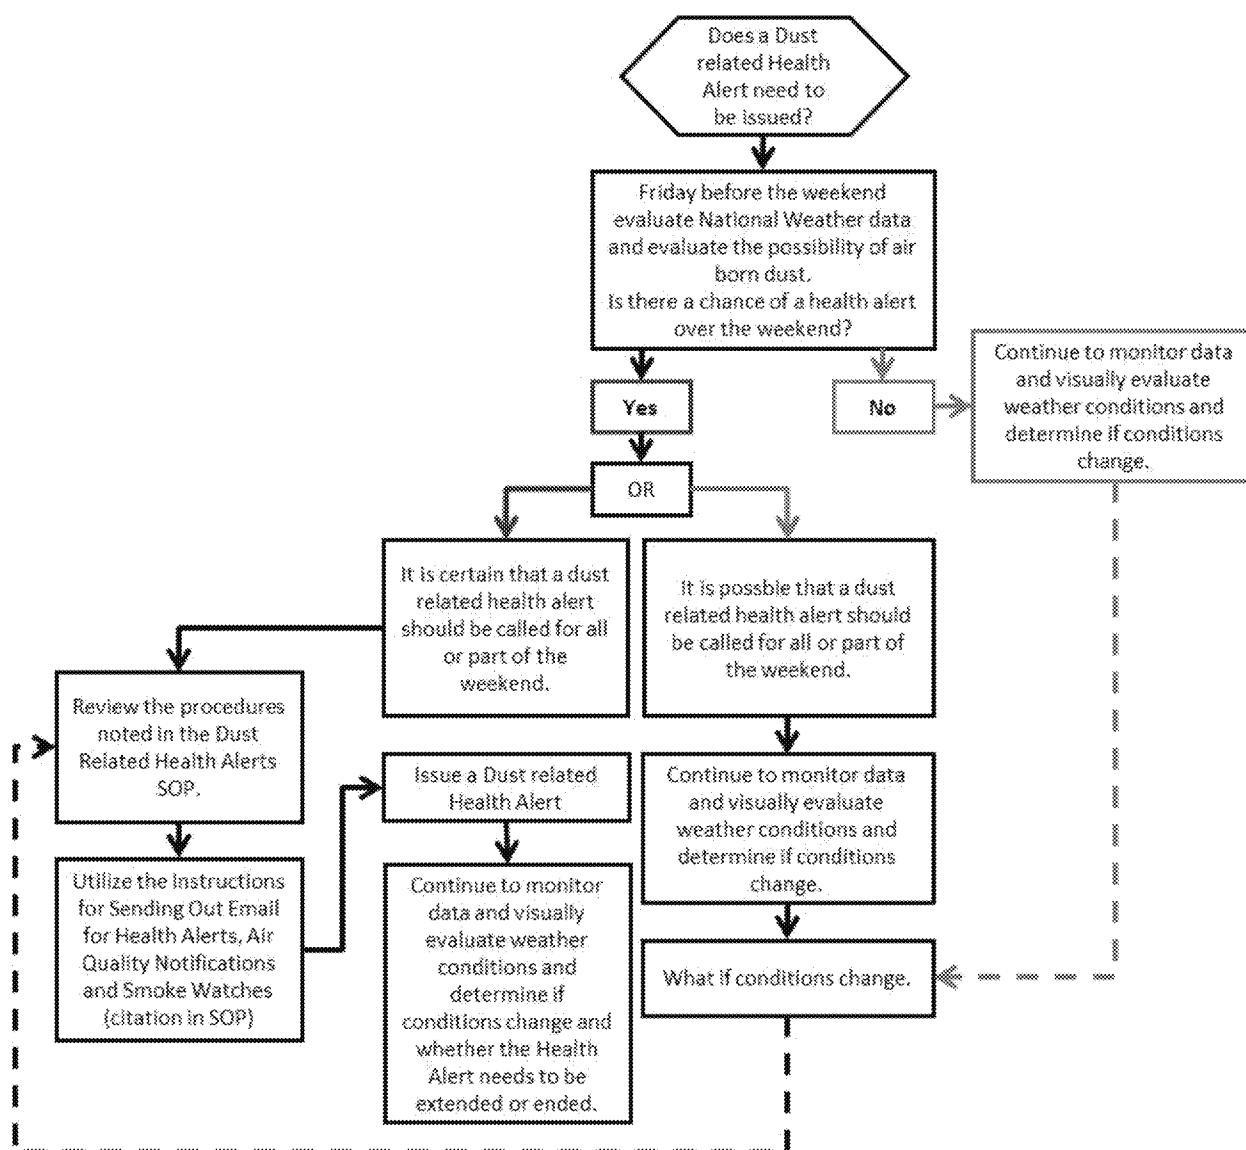 Does a Dust
related Health
Alert need to
be issued?
Friday before the weekend
evaluate National Weather data
and evaluate the possibility of air
born dust.
Is there a chance of a health alert
over the weekend?
Yes
No
Continue to monitor data
and visually evaluate
weather conditions and
determine if conditions
change.
OR
It is certain that a dust
related health alert
should be called for all
or part of the
weekend.
It is possble that a dust
related health alert should
be called for all or part of
the weekend.
Review the procedures
noted in the Dust
Related Health Alerts
SOP.
Issue a Dust related
Health Alert
Continue to monitor data
and visually evaluate
weather conditions and
determine if conditions
change.
Utilize the Instructions
for Sending Out Email
for Health Alerts, Air
Quality Notifications
and Smoke Watches
(citation in SOP)
Continue to monitor
data and visually
evaluate weather
conditions and
determine if
conditions change and
whether the Health
Alert needs to be
extended or ended.
What if conditions change.